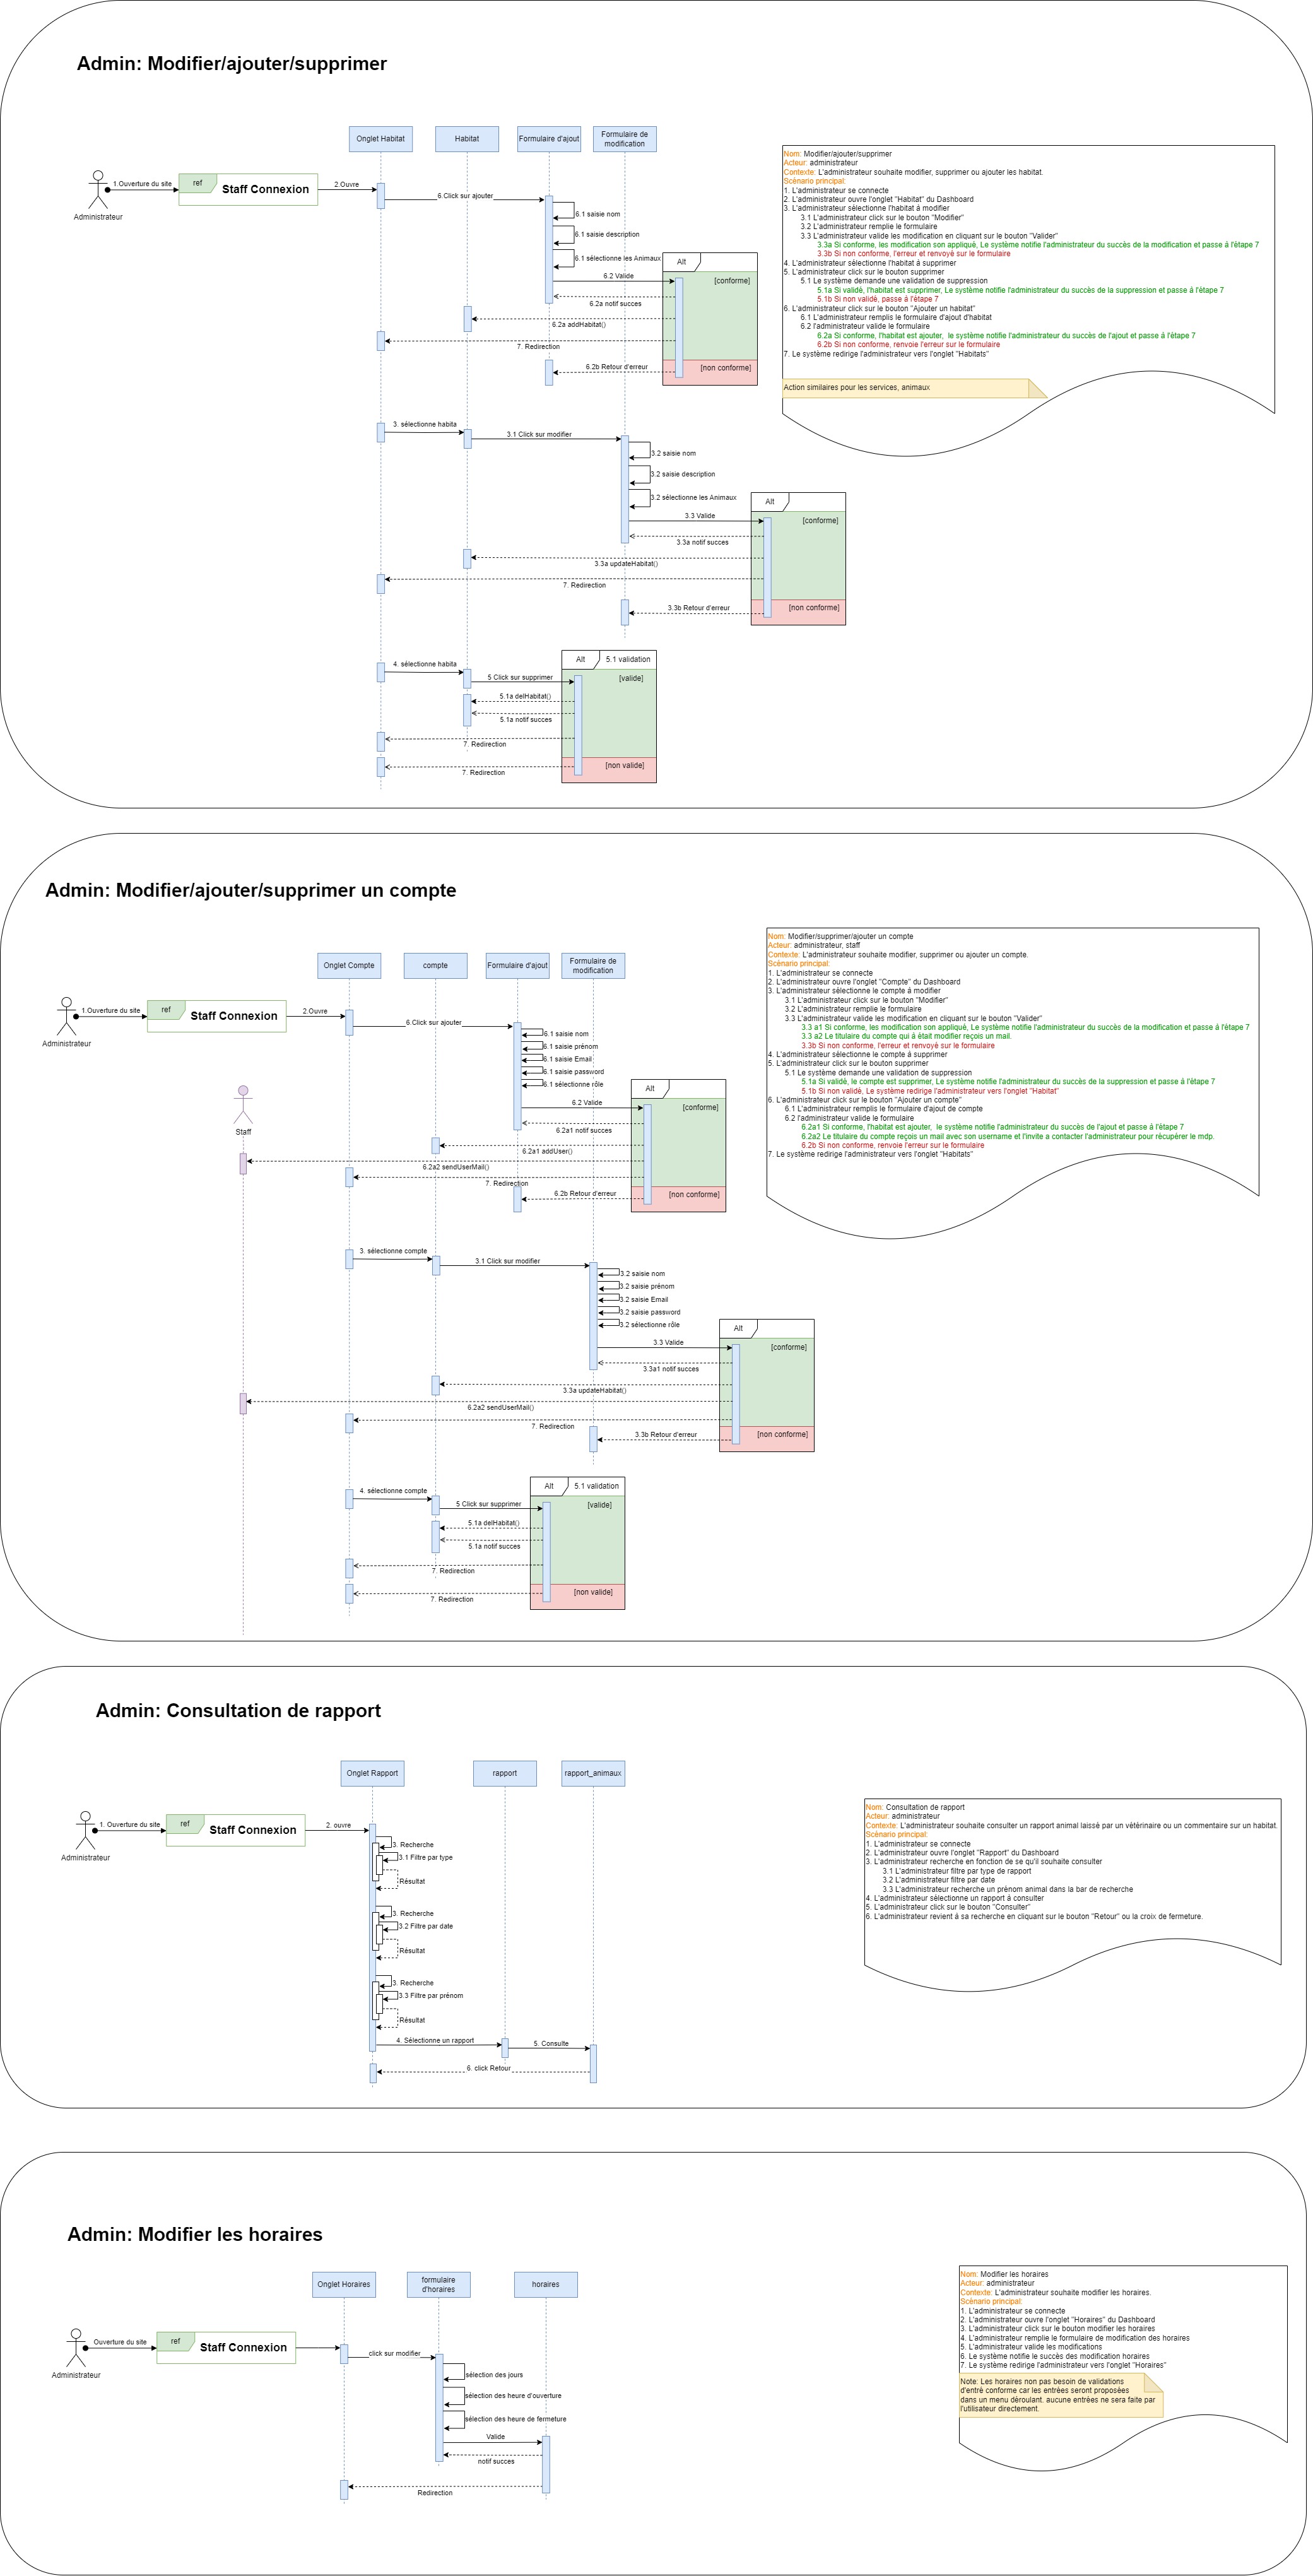 Admin: Modifier/ajouter/supprimer
Onglet Habitat
Habitat
Formulaire d'ajout
Formulaire de
modification
Administrateur
1.Ouverture du site
ref
Staff Connexion
2.Ouvre
6.Click sur ajouter
6.1 saisie nom
6.1 saisie description
6.1 sélectionne les Animaux
Alt
6.2 Valide
[conforme]
6.2a notif succes
6.2a addHabitat()
7. Redirection
6.2b Retour d'erreur
[non conforme]
3. sélectionne habita
3.1 Click sur modifier
3.2 saisie nom
3.2 saisie description
3.2 sélectionne les Animaux
Alt
3.3 Valide
[conforme]
3.3a notif succes
3.3a updateHabitat()
7. Redirection
3.3b Retour d'erreur
[non conforme]
4. sélectionne habita
Alt
5.1 validation
5 Click sur supprimer
[valide]
5.1a delHabitat()
5.1a notif succes
7. Redirection
7. Redirection
[non valide]
Nom: Modifier/ajouter/supprimer
Acteur: administrateur
Contexte: L'administrateur souhaite modifier, supprimer ou ajouter les habitat.
Scénario principal:
1. L'administrateur se connecte
2. L'administrateur ouvre l'onglet "Habitat" du Dashboard
3. L'administrateur sélectionne l'habitat à modifier
3.1 L'administrateur click sur le bouton "Modifier"
3.2 L'administrateur remplie le formulaire
3.3 L'administrateur valide les modification en cliquant sur le bouton "Valider"
3.3a Si conforme, les modification son appliqué, Le système notifie l'administrateur du succès de la modification et passe à l'étape 7
3.3b Si non conforme, l'erreur et renvoyé sur le formulaire
4. L'administrateur sélectionne l'habitat à supprimer
5. L'administrateur click sur le bouton supprimer
5.1 Le système demande une validation de suppression
5.1a Si validé, l'habitat est supprimer, Le système notifie l'administrateur du succès de la suppression et passe à l'étape 7
5.1b Si non validé, passe à l'étape 7
6. L'administrateur click sur le bouton "Ajouter un habitat"
6.1 L'administrateur remplis le formulaire d'ajout d'habitat
6.2 l'administrateur valide le formulaire
6.2a Si conforme, l'habitat est ajouter, le système notifie l'administrateur du succès de l'ajout et passe à l'étape 7
6.2b Si non conforme, renvoie l'erreur sur le formulaire
7. Le système redirige l'administrateur vers l'onglet "Habitats"
Action similaires pour les services, animaux
Admin: Modifier/ajouter/supprimer un compte
Onglet Compte
compte
Formulaire d'ajout
Formulaire de
modification
Administrateur
1.Ouverture du site
ref
Staff Connexion
2.Ouvre
6.Click sur ajouter
6.1 saisie nom
6.1 saisie prénom
6.1 saisie Email
6.1 saisie password
6.1 sélectionne rôle
Staff
Alt
6.2 Valide
[conforme]
6.2a1 notif succes
6.2a1 addUser()
6.2a2 sendUserMail()
7. Redirection
6.2b Retour d'erreur
[non conforme]
3. sélectionne compte
3.1 Click sur modifier
3.2 saisie nom
3.2 saisie prénom
3.2 saisie Email
3.2 saisie password
3.2 sélectionne rôle
Alt
3.3 Valide
[conforme]
3.3a1 notif succes
3.3a updateHabitat()
6.2a2 sendUserMail()
7. Redirection
3.3b Retour d'erreur
[non conforme]
4. sélectionne compte
Alt
5.1 validation
5 Click sur supprimer
[valide]
5.1a delHabitat()
5.1a notif succes
7. Redirection
7. Redirection
[non valide]
Nom: Modifier/supprimer/ajouter un compte
Acteur: administrateur, staff
Contexte: L'administrateur souhaite modifier, supprimer ou ajouter un compte.
Scénario principal:
1. L'administrateur se connecte
2. L'administrateur ouvre l'onglet "Compte" du Dashboard
3. L'administrateur sélectionne le compte à modifier
3.1 L'administrateur click sur le bouton "Modifier"
3.2 L'administrateur remplie le formulaire
3.3 L'administrateur valide les modification en cliquant sur le bouton "Valider"
3.3 a1 Si conforme, les modification son appliqué, Le système notifie l'administrateur du succès de la modification et passe à l'étape 7
3.3 a2 Le titulaire du compte qui à était modifier reçois un mail.
3.3b Si non conforme, l'erreur et renvoyé sur le formulaire
4. L'administrateur sélectionne le compte à supprimer
5. L'administrateur click sur le bouton supprimer
5.1 Le système demande une validation de suppression
5.1a Si validé, le compte est supprimer, Le système notifie l'administrateur du succès de la suppression et passe à l'étape 7
5.1b Si non validé, Le système redirige l'administrateur vers l'onglet "Habitat"
6. L'administrateur click sur le bouton "Ajouter un compte"
6.1 L'administrateur remplis le formulaire d'ajout de compte
6.2 l'administrateur valide le formulaire
6.2a1 Si conforme, l'habitat est ajouter, le système notifie l'administrateur du succès de l'ajout et passe à l'étape 7
6.2a2 Le titulaire du compte reçois un mail avec son username et l'invite a contacter l'administrateur pour récupérer le mdp.
6.2b Si non conforme, renvoie l'erreur sur le formulaire
7. Le système redirige l'administrateur vers l'onglet "Habitats"
Admin: Consultation de rapport
Onglet Rapport
rapport
rapport_animaux
Administrateur
1. Ouverture du site
ref
Staff Connexion
2. ouvre
3. Recherche
3.1 Filtre par type
Résultat
3. Recherche
3.2 Filtre par date
Résultat
3. Recherche
3.3 Filtre par prénom
Résultat
4. Sélectionne un rapport
5. Consulte
6. click Retour
Nom: Consultation de rapport
Acteur: administrateur
Contexte: L'administrateur souhaite consulter un rapport animal laissé par un vétérinaire ou un commentaire sur un habitat.
Scénario principal:
1. L'administrateur se connecte
2. L'administrateur ouvre l'onglet "Rapport" du Dashboard
3. L'administrateur recherche en fonction de se qu'il souhaite consulter
3.1 L'administrateur filtre par type de rapport
3.2 L'administrateur filtre par date
3.3 L'administrateur recherche un prénom animal dans la bar de recherche
4. L'administrateur sélectionne un rapport à consulter
5. L'administrateur click sur le bouton "Consulter"
6. L'administrateur revient à sa recherche en cliquant sur le bouton "Retour" ou la croix de fermeture.
Admin: Modifier les horaires
Onglet Horaires
formulaire
d'horaires
horaires
Administrateur
Ouverture du site
ref
Staff Connexion
click sur modifier
sélection des jours
sélection des heure d'ouverture
sélection des heure de fermeture
Valide
notif succes
Redirection
Nom: Modifier les horaires
Acteur: administrateur
Contexte: L'administrateur souhaite modifier les horaires.
Scénario principal:
1. L'administrateur se connecte
2. L'administrateur ouvre l'onglet "Horaires" du Dashboard
3. L'administrateur click sur le bouton modifier les horaires
4. L'administrateur remplie le formulaire de modification des horaires
5. L'administrateur valide les modifications
6. Le système notifie le succès des modification horaires
7. Le système redirige l'administrateur vers l'onglet "Horaires"
Note: Les horaires non pas besoin de validations
d'entré conforme car les entrées seront proposées
dans un menu déroulant. aucune entrées ne sera faite par
l'utilisateur directement.